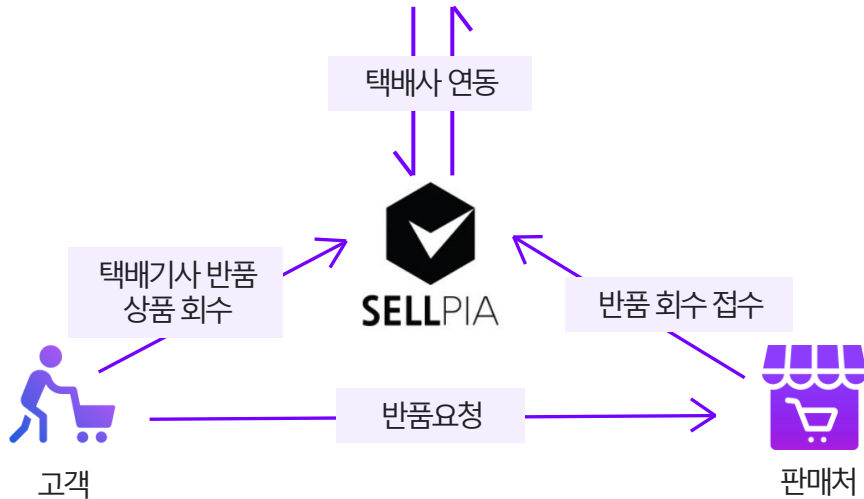 택배사 연동
택배기사 반품
상품 회수
SELLPIA
반품 회수 접수
반품요청
고객
판매처